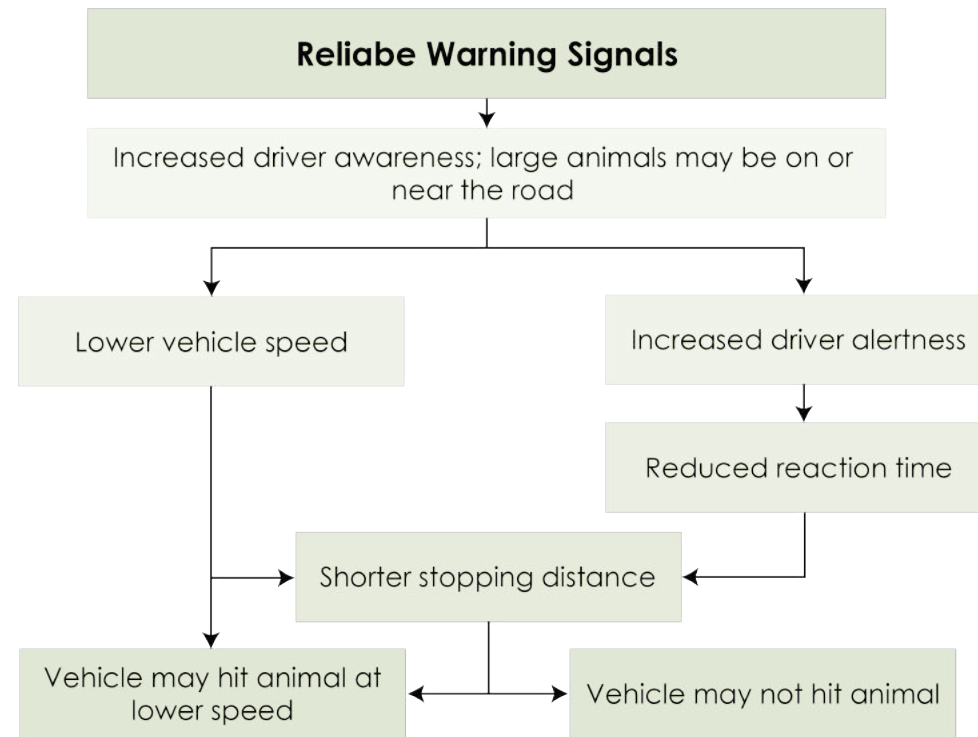 Reliabe Warning Signals
Increased driver awareness; large animals may be on or
near the road
Lower vehicle speed
Increased driver alertness
Reduced reaction time
Shorter stopping distance
Vehicle may hit animal at
lower speed
Vehicle may not hit animal